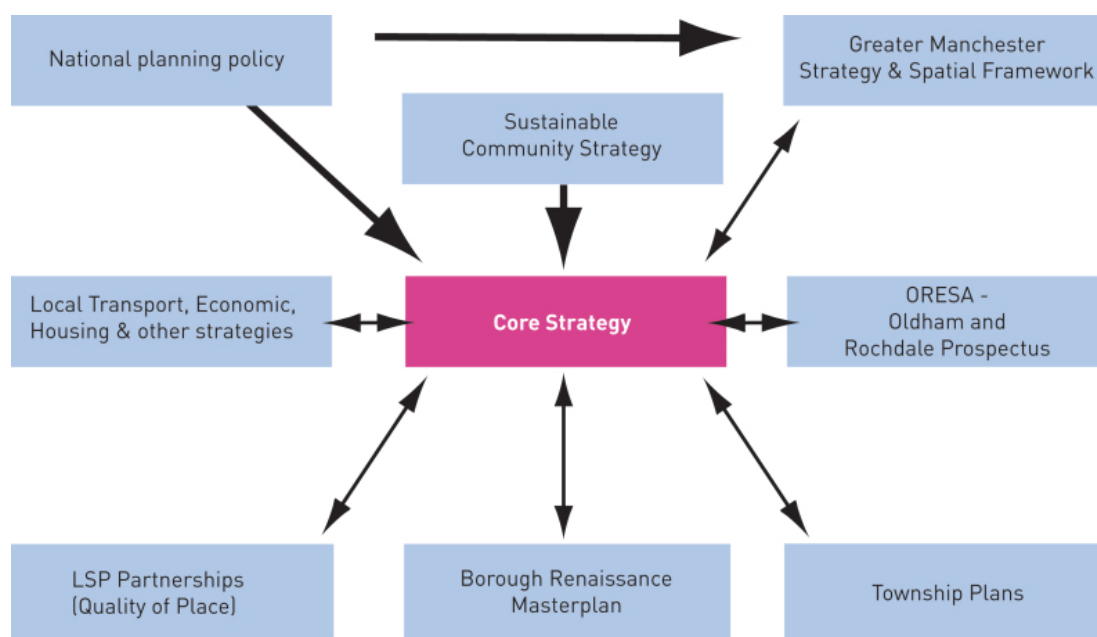 National planning policy
Greater Manchester
Strategy & Spatial Framework
Sustainable
Community Strategy
Local Transport, Economic,
Housing & other strategies
Core Strategy
ORESA -
Oldham and
Rochdale Prospectus
LSP Partnerships
(Quality of Place)
Borough Renaissance
Masterplan
Township Plans